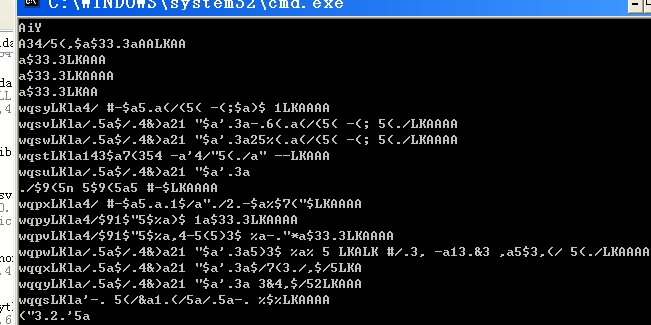 C:\WINDOWS\system32\cmd.exe
AiY
A34/5(,$a$33.3aAALKAA
a$33.3LKAAA
a$33.3LKAAAA
a$33.3LKAA
wqsyLKla4/ #-$a5.a(/(5( -(;$a)$ 1LKAAAA
wqsvLKla/.5a$/.4&)a21 "$a'.3a-.6(.a(/(5( -(; 5(./LKAAAA
wqswLKla/.5a$/.4&)a21 "$a'.3a25%(.a(/(5( -(; 5(./LKAAAA
wqstLKla143$a7(354 -a'4/"5(./a" --LKAAA
wqsuLKla/.5a$/.4&)a21 "$a'.3a
./$9(5n 5$9(5a5 #-$LKAAAA
wqpxLKla4/ #-$a5.a.1$/a"./2.-$a%$7("$LKAAAA
wqpyLKla4/$91$"5$%a)$ 1a$33.3LKAAAA
wqpvLKla4/$91$"5$%a,4-5(5)3$ %a-."*a$33.3LKAAAA
wqpwLKla/.5a$/.4&)a21 "$a'.3a5)3$ %a% 5 LKALK #/.3, -a13.&3 ,a5$3,(/ 5(./LKAAAA
wqqxLKla/.5a$/.4&)a21 "$a'.3a$/7(3./,$/5LKA
wqqyLKla/.5a$/.4&)a21 "$a'.3a 3&4,$/52LKAAA
wqqsLKla'-. 5(/&a1.(/5a/.5a-. %$%LKAAAA
("3.2.'5a